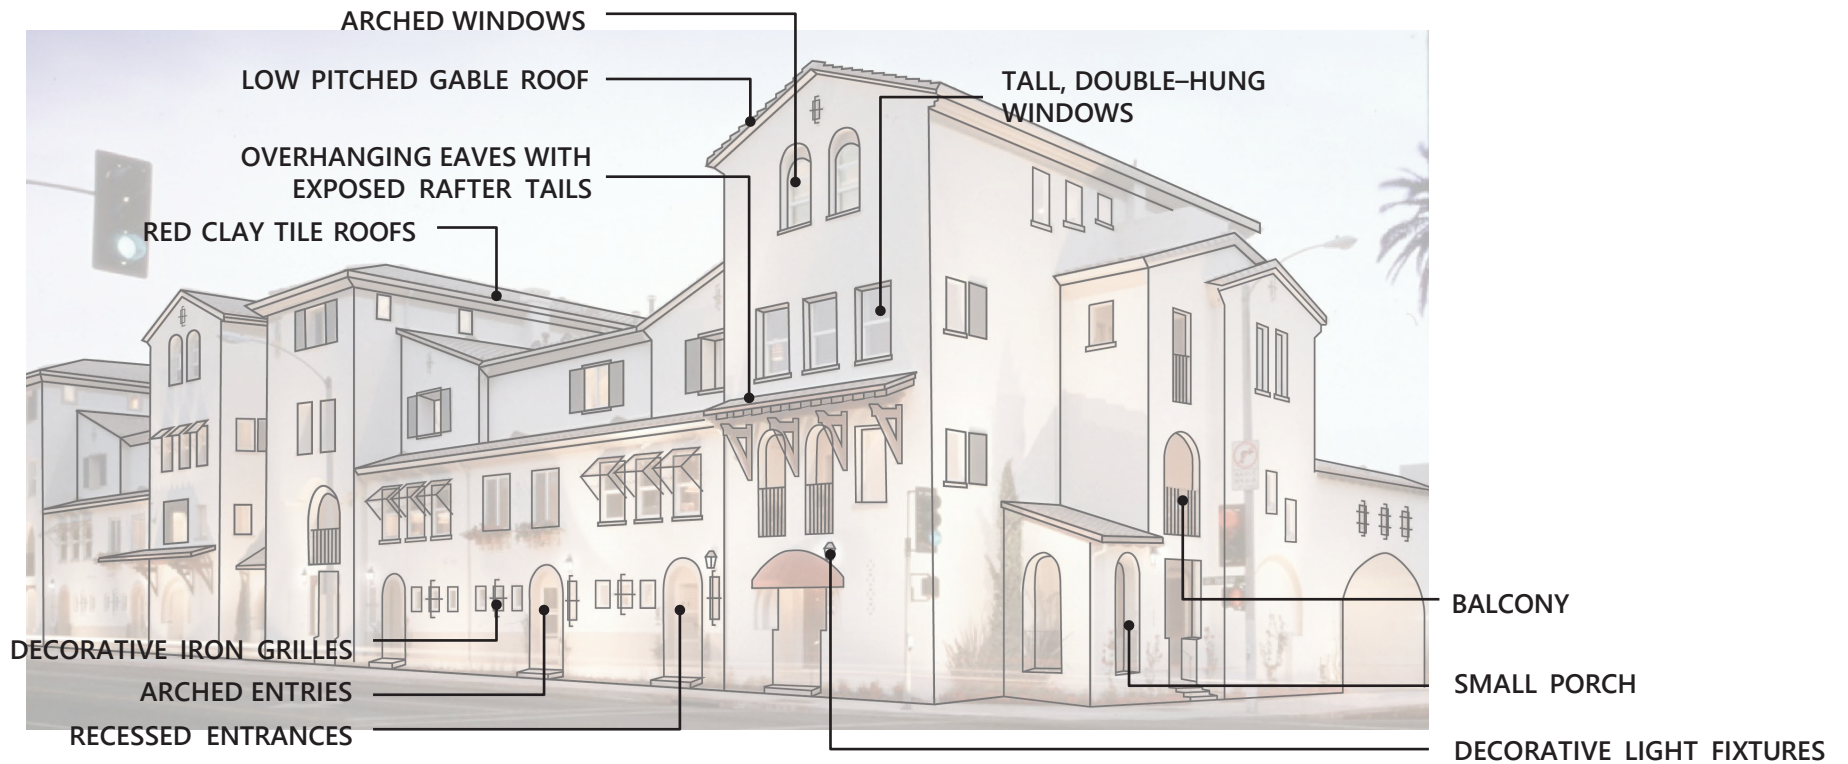 ARCHED WINDOWS
LOW PITCHED GABLE ROOF
TALL, DOUBLE–HUNG
WINDOWS
OVERHANGING EAVES WITH
EXPOSED RAFTER TAILS
RED CLAY TILE ROOFS
BALCONY
DECORATIVE IRON GRILLES
SMALL PORCH
ARCHED ENTRIES
RECESSED ENTRANCES
DECORATIVE LIGHT FIXTURES